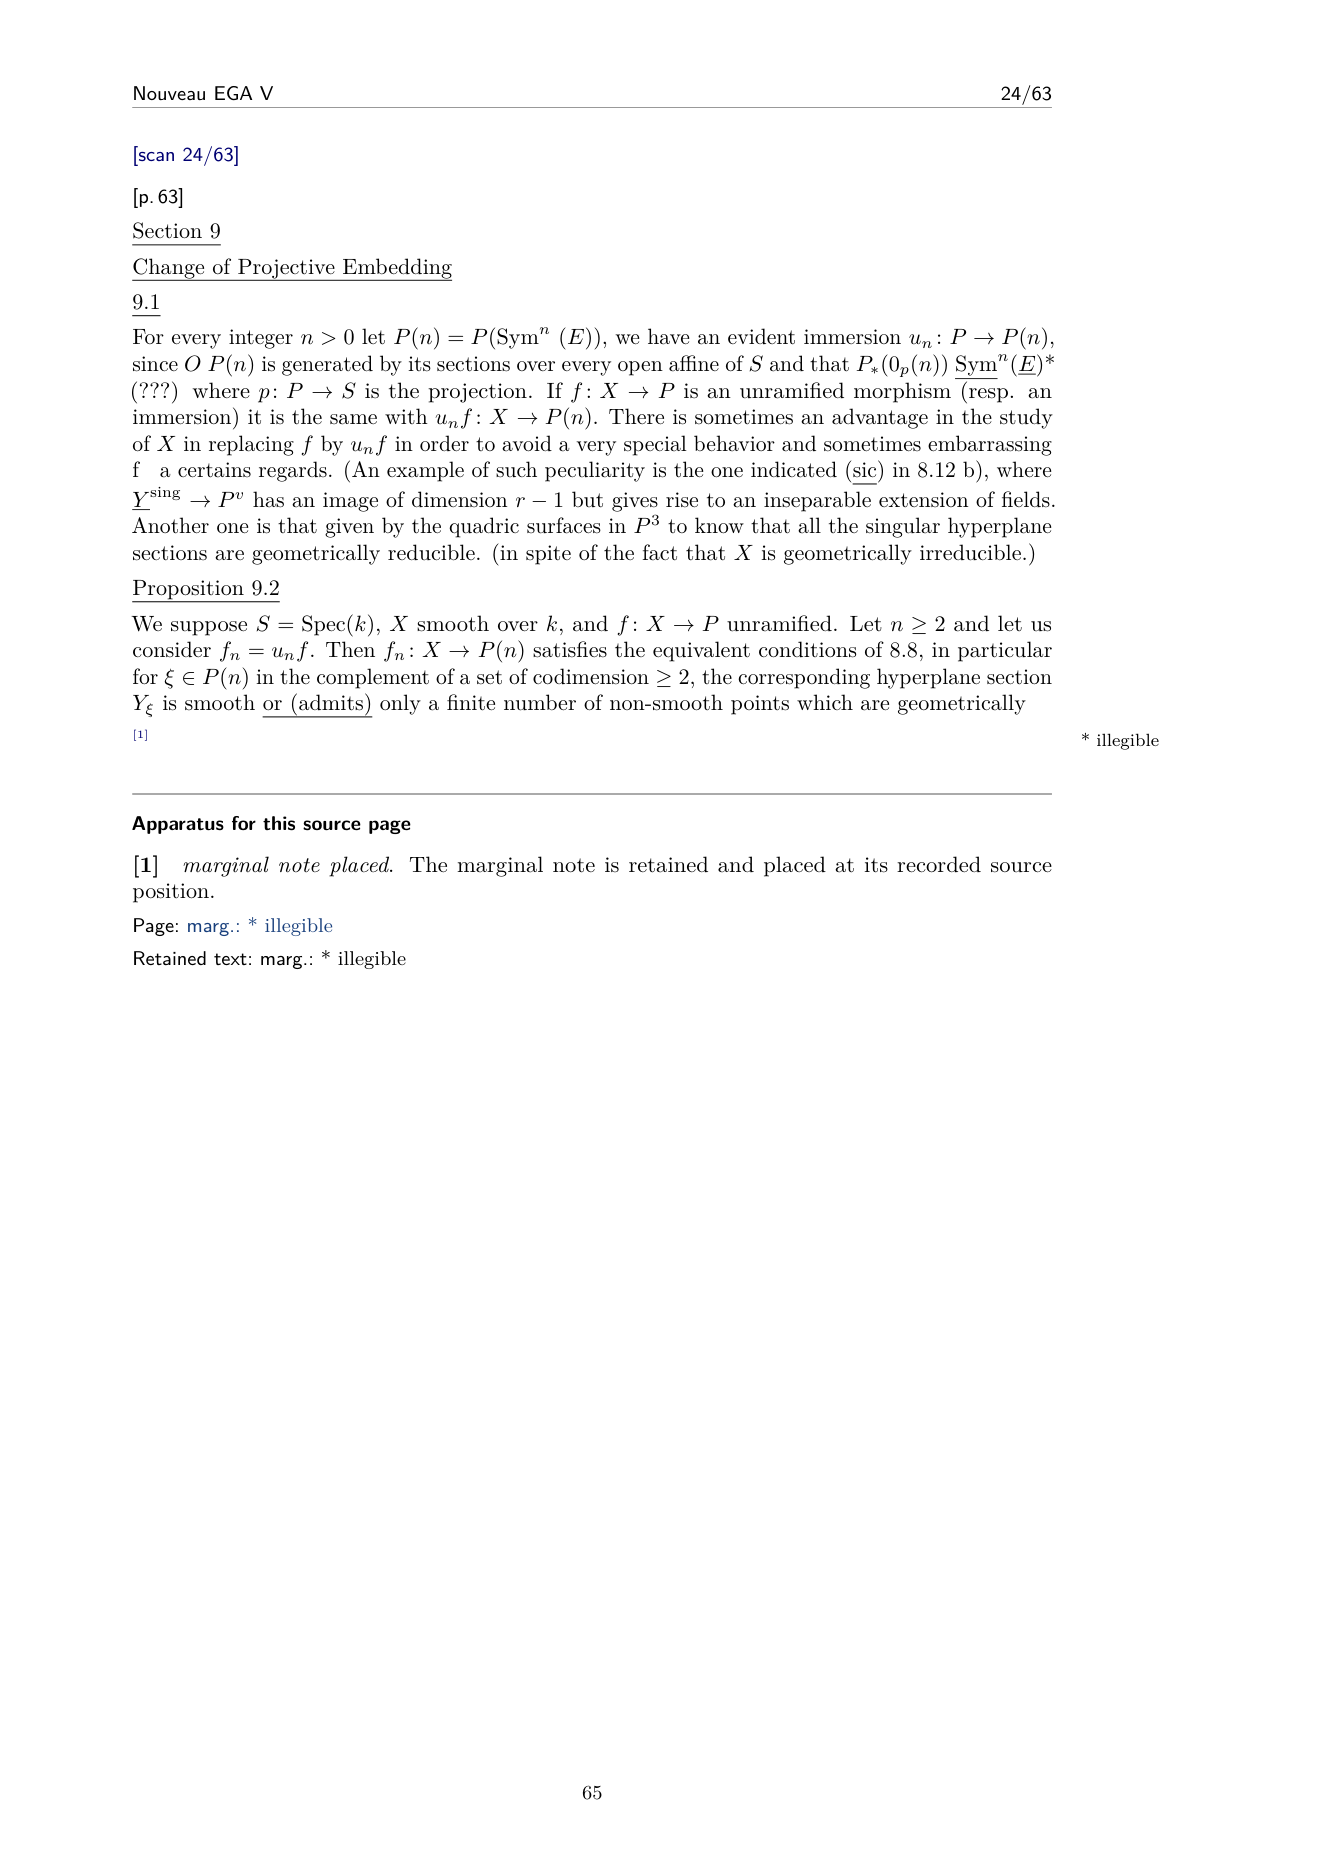 Nouveau EGA V 24/63
[scan 24/63]
[p. 63]
Section 9
Change of Projective Embedding
9.1
For every integer n > 0 let P(n) = P(Symⁿ (E)), we have an evident immersion uₙ : P → P(n),
since O P(n) is generated by its sections over every open affine of S and that P∗(0ₚ(n)) Symⁿ(E)*
(???) where p : P → S is the projection. If f : X → P is an unramified morphism (resp. an
immersion) it is the same with uₙf : X → P(n). There is sometimes an advantage in the study
of X in replacing f by uₙf in order to avoid a very special behavior and sometimes embarrassing
f a certains regards. (An example of such peculiarity is the one indicated (sic) in 8.12 b), where
Y^sing → Pᵛ has an image of dimension r − 1 but gives rise to an inseparable extension of fields.
Another one is that given by the quadric surfaces in P³ to know that all the singular hyperplane
sections are geometrically reducible. (in spite of the fact that X is geometrically irreducible.)
Proposition 9.2
We suppose S = Spec(k), X smooth over k, and f : X → P unramified. Let n ≥ 2 and let us
consider fₙ = uₙf. Then fₙ : X → P(n) satisfies the equivalent conditions of 8.8, in particular
for ξ ∈ P(n) in the complement of a set of codimension ≥ 2, the corresponding hyperplane section
Y_ξ is smooth or (admits) only a finite number of non-smooth points which are geometrically
[1] * illegible
Apparatus for this source page
[1] marginal note placed. The marginal note is retained and placed at its recorded source
position.
Page: marg.: * illegible
Retained text: marg.: * illegible
65